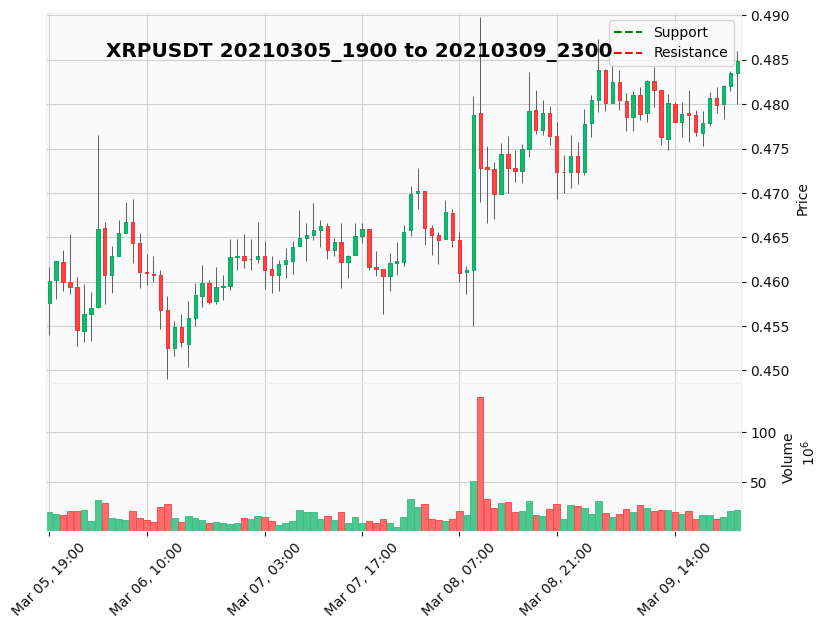 XRPUSDT 20210305_1900 to 20210309_2300
Support
Resistance
0.490
0.485
0.480
0.475
0.470
0.465
0.460
0.455
0.450
Price
100
50
Volume
10^6
Mar 05, 19:00
Mar 06, 10:00
Mar 07, 03:00
Mar 07, 17:00
Mar 08, 07:00
Mar 08, 21:00
Mar 09, 14:00